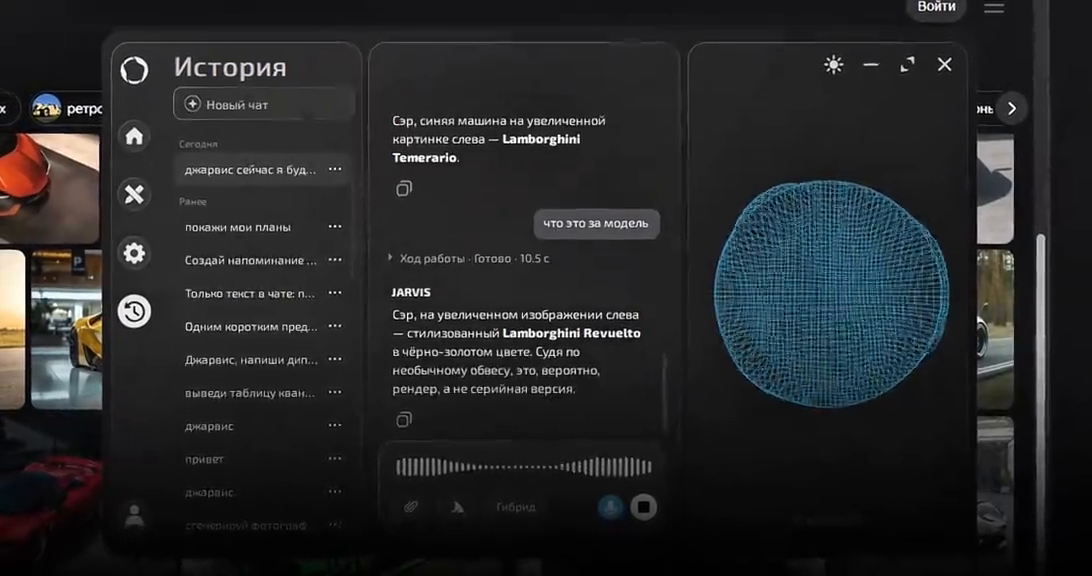 Войти
ретро
История
Новый чат
Сегодня
джарвис сейчас я буд...
Ранее
покажи мои планы
Создай напоминание ...
Только текст в чате: п...
Одним коротким пред...
Джарвис, напиши дип...
выведи таблицу кван...
джарвис
привет
джарвис
сгенерируй фотограф
Сэр, синяя машина на увеличенной
картинке слева — Lamborghini
Temerario.
что это за модель
Ход работы · Готово · 10.5 с
JARVIS
Сэр, на увеличенном изображении слева
— стилизованный Lamborghini Revuelto
в чёрно-золотом цвете. Судя по
необычному обвесу, это, вероятно,
рендер, а не серийная версия.
Гибрид